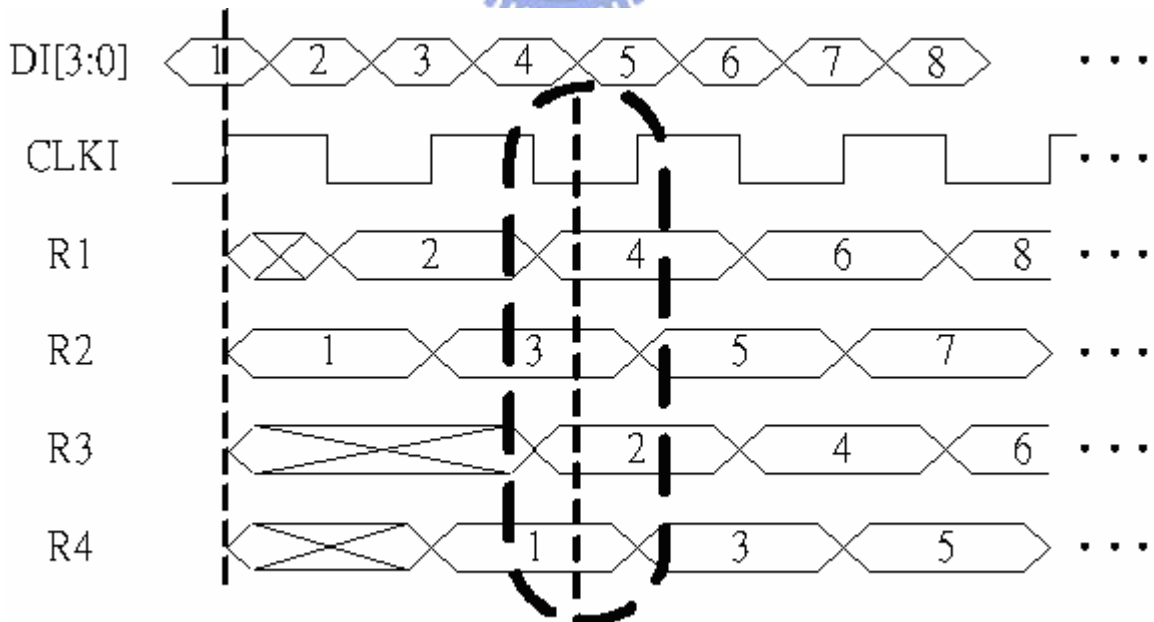 DI[3:0] 1 2 3 4 5 6 7 8 ...
CLKI ...
R1 2 4 6 8 ...
R2 1 3 5 7 ...
R3 2 4 6 ...
R4 1 3 5 ...